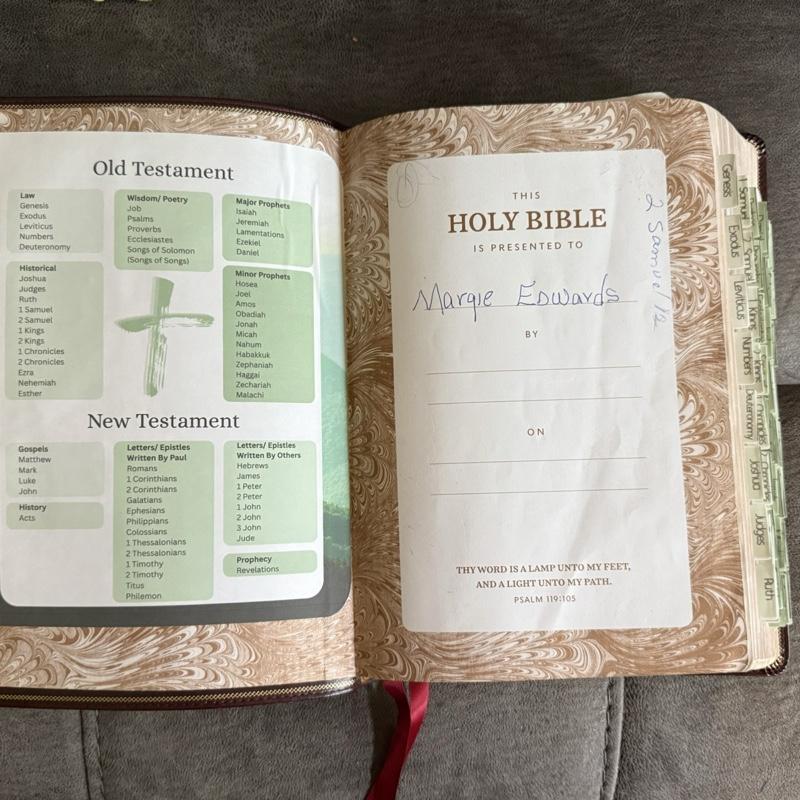 Old Testament
Law
Genesis
Exodus
Leviticus
Numbers
Deuteronomy
Historical
Joshua
Judges
Ruth
1 Samuel
2 Samuel
1 Kings
2 Kings
1 Chronicles
2 Chronicles
Ezra
Nehemiah
Esther
Wisdom/ Poetry
Job
Psalms
Proverbs
Ecclesiastes
Songs of Solomon
(Songs of Songs)
Major Prophets
Isaiah
Jeremiah
Lamentations
Ezekiel
Daniel
Minor Prophets
Hosea
Joel
Amos
Obadiah
Jonah
Micah
Nahum
Habakkuk
Zephaniah
Haggai
Zechariah
Malachi
New Testament
Gospels
Matthew
Mark
Luke
John
History
Acts
Letters/ Epistles
Written By Paul
Romans
1 Corinthians
2 Corinthians
Galatians
Ephesians
Philippians
Colossians
1 Thessalonians
2 Thessalonians
1 Timothy
2 Timothy
Titus
Philemon
Letters/ Epistles
Written By Others
Hebrews
James
1 Peter
2 Peter
1 John
2 John
3 John
Jude
Prophecy
Revelations
THIS
HOLY BIBLE
IS PRESENTED TO
Margie Edwards
BY
ON
THY WORD IS A LAMP UNTO MY FEET,
AND A LIGHT UNTO MY PATH.
PSALM 119:105
2 Samuel 12
Genesis
Exodus
Leviticus
Numbers
Deuteronomy
Joshua
Judges
Ruth
1 Samuel
2 Samuel
1 Kings